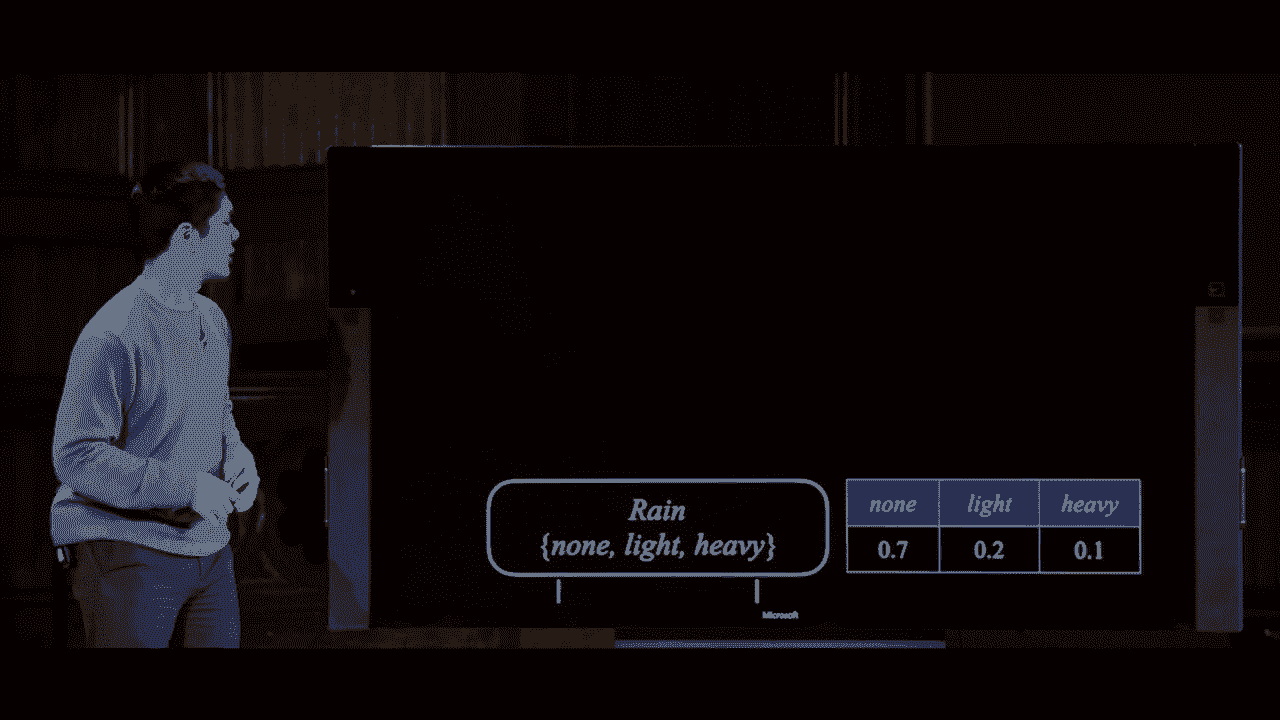 Rain
{none, light, heavy}
none light heavy
0.7 0.2 0.1
Microsoft